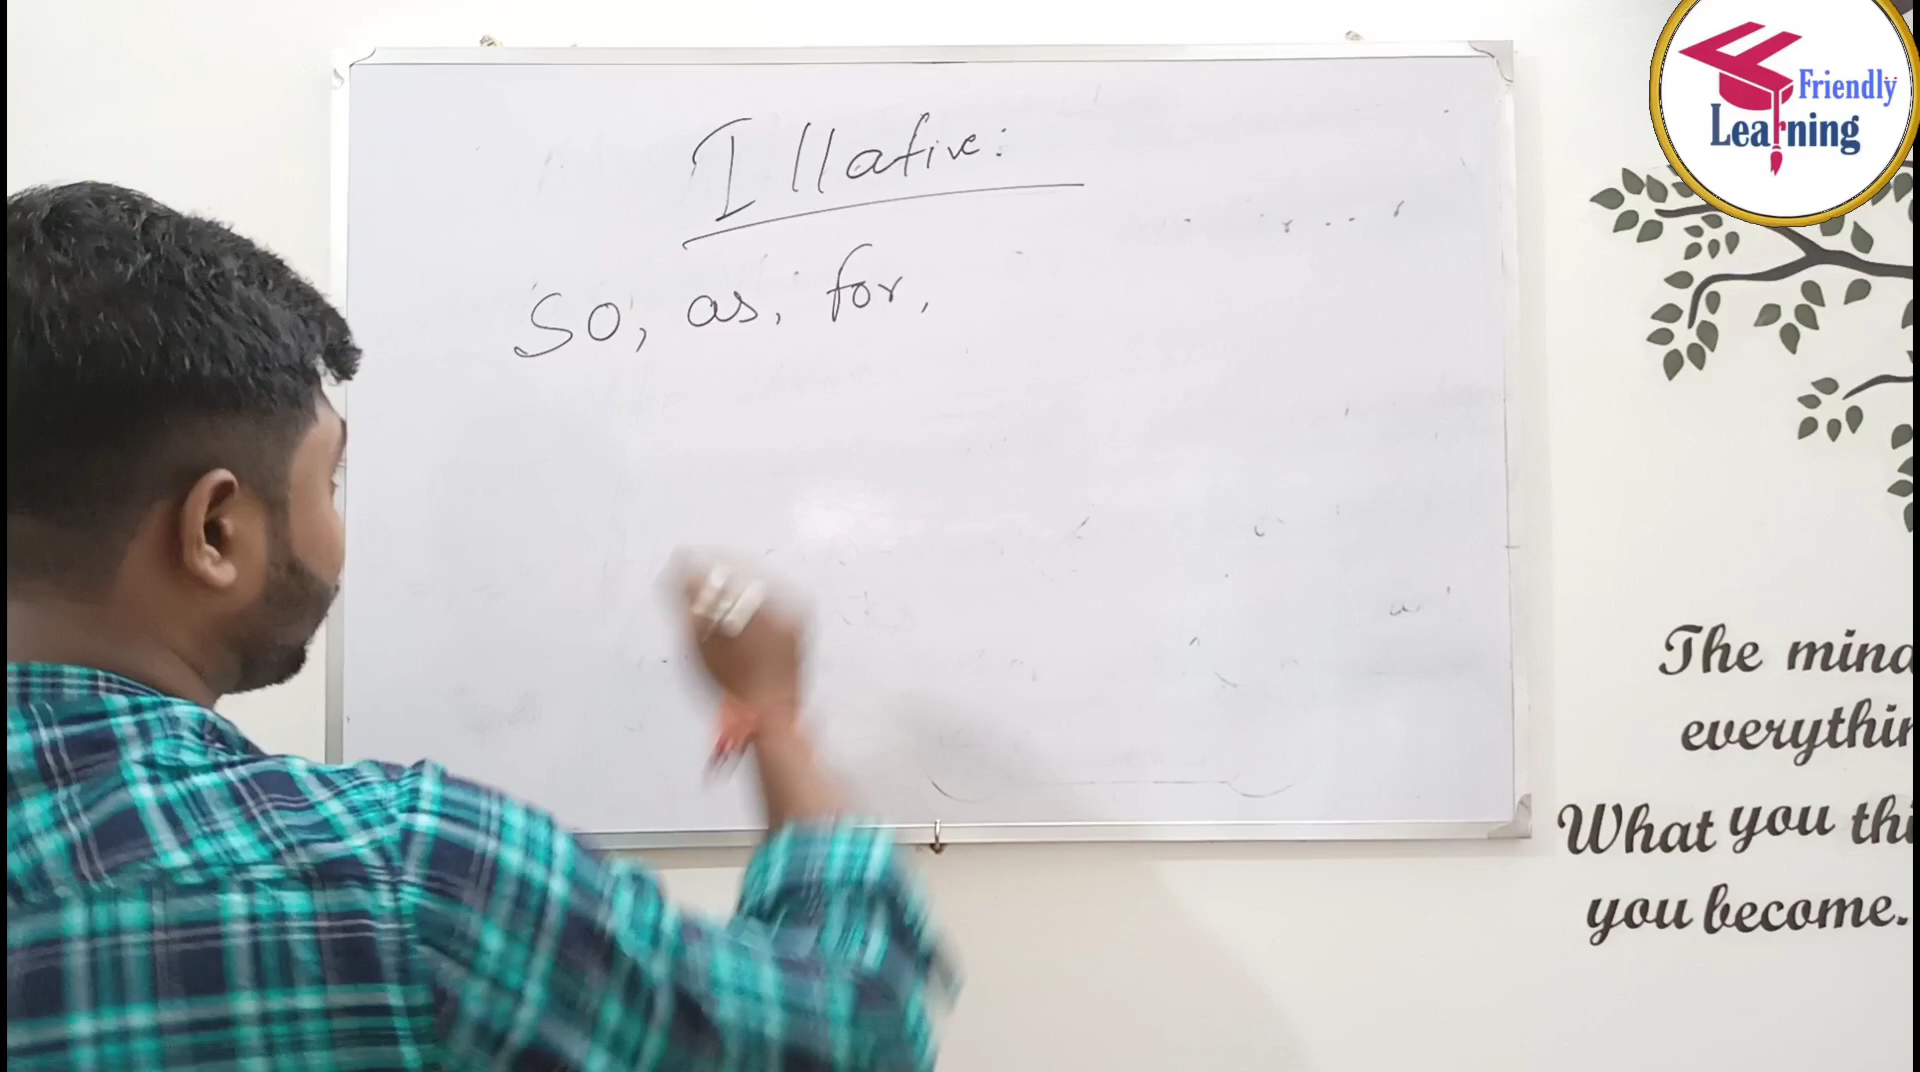 Illative:
So, as, for,
Friendly
Learning
The mind
everythin
What you thi
you become.